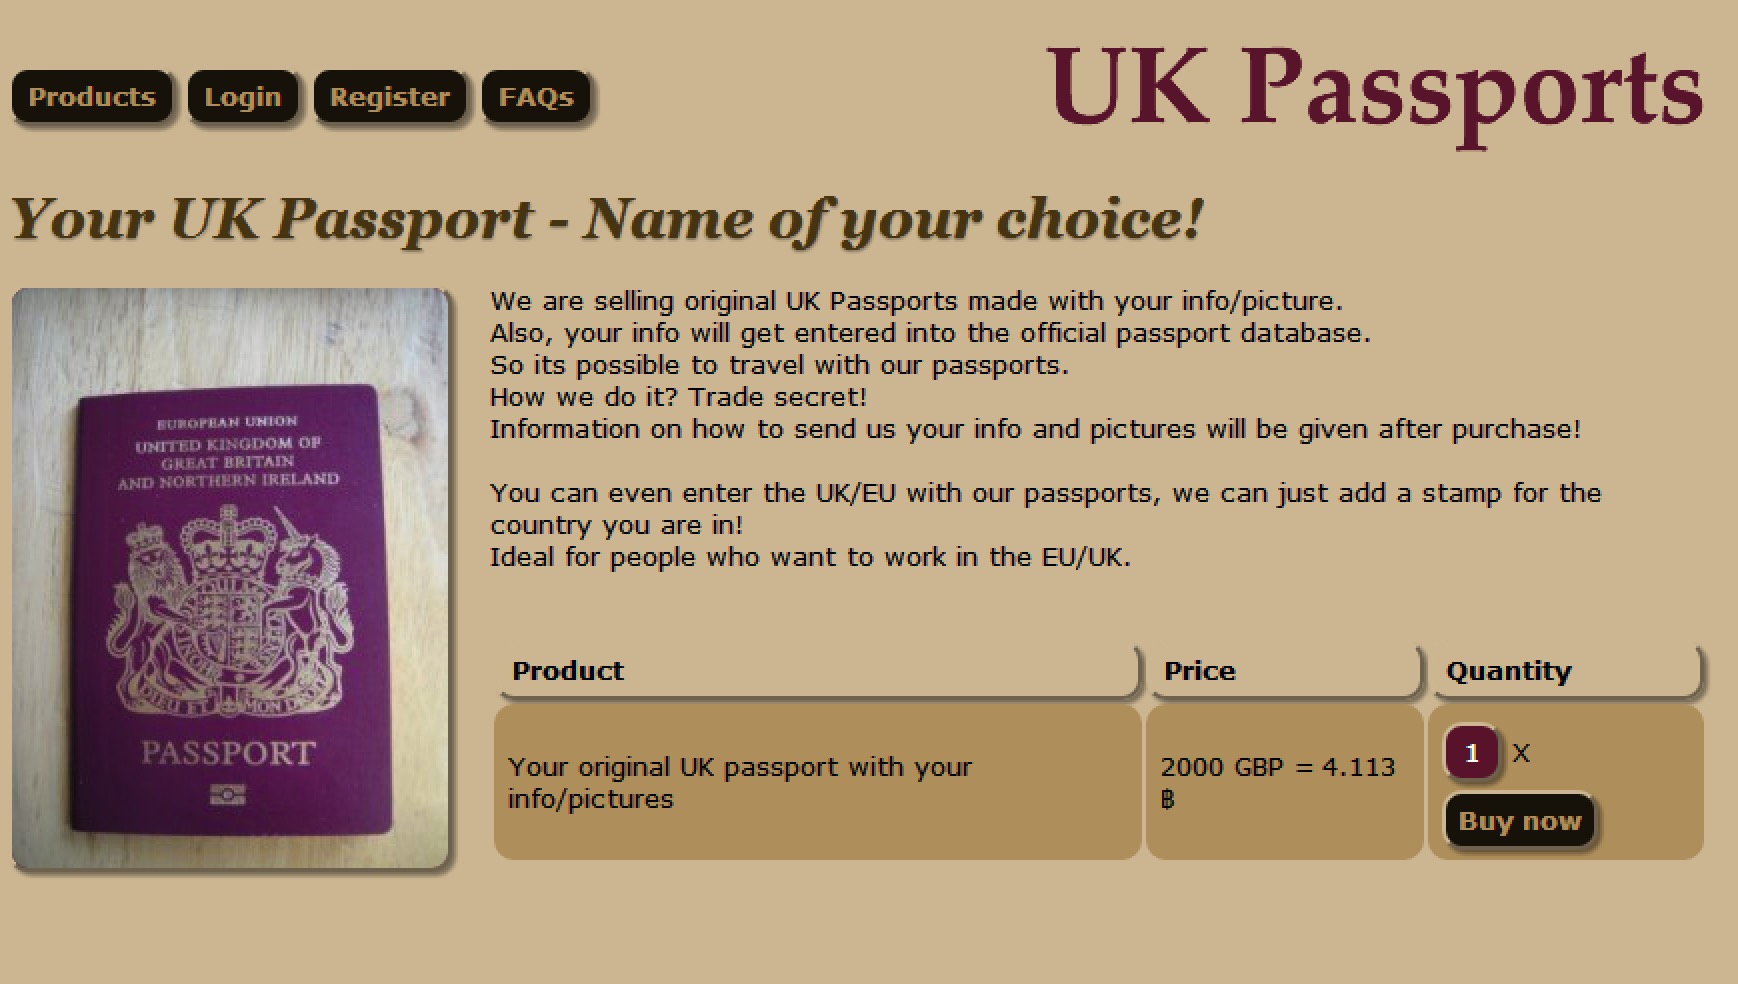 Products Login Register FAQs
UK Passports
Your UK Passport - Name of your choice!
We are selling original UK Passports made with your info/picture.
Also, your info will get entered into the official passport database.
So its possible to travel with our passports.
How we do it? Trade secret!
Information on how to send us your info and pictures will be given after purchase!
You can even enter the UK/EU with our passports, we can just add a stamp for the
country you are in!
Ideal for people who want to work in the EU/UK.
EUROPEAN UNION
UNITED KINGDOM OF
GREAT BRITAIN
AND NORTHERN IRELAND
DIEU ET MON DROIT
PASSPORT
Product Price Quantity
Your original UK passport with your
info/pictures
2000 GBP = 4.113
฿
1 X
Buy now